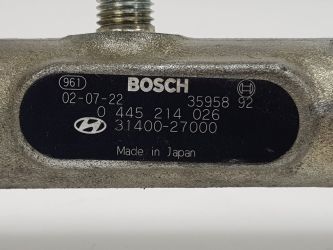 961 BOSCH
02-07-22 35958 92
0 445 214 026
31400-27000
Made in Japan